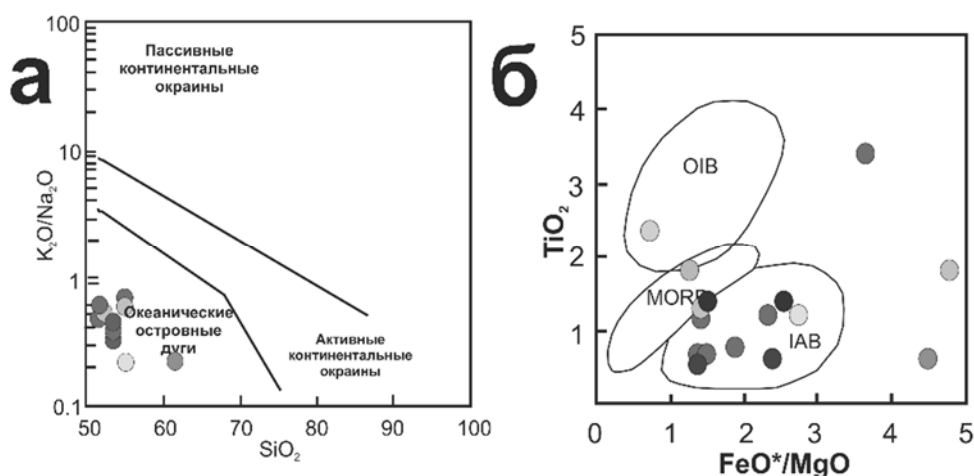 а
100
10
1
0.1
K₂O/Na₂O
Пассивные
континентальные
окраины
Океанические
островные
дуги
Активные
континентальные
окраины
50 60 70 80 90 100
SiO₂
б
5
4
3
2
1
TiO₂
OIB
MORB
IAB
0 1 2 3 4 5
FeO*/MgO